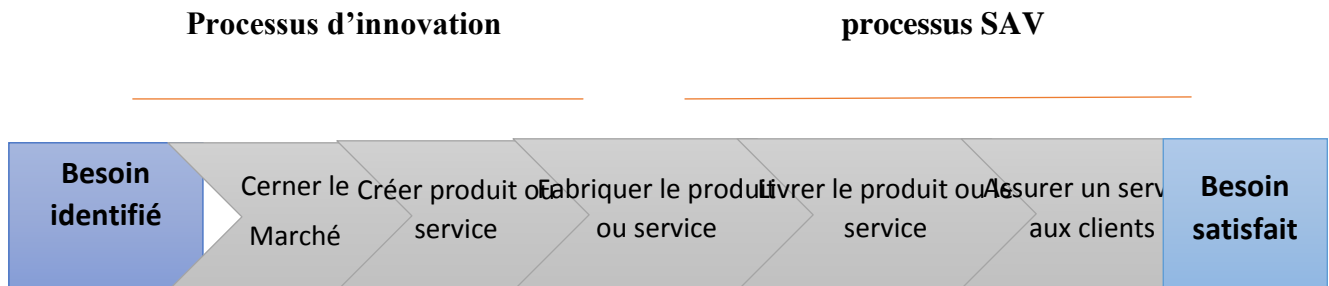 Processus d’innovation
processus SAV
Besoin
identifié
Cerner le
Marché
Créer produit ou
service
Fabriquer le produit
ou service
Livrer le produit ou le
service
Assurer un serv
aux clients
Besoin
satisfait